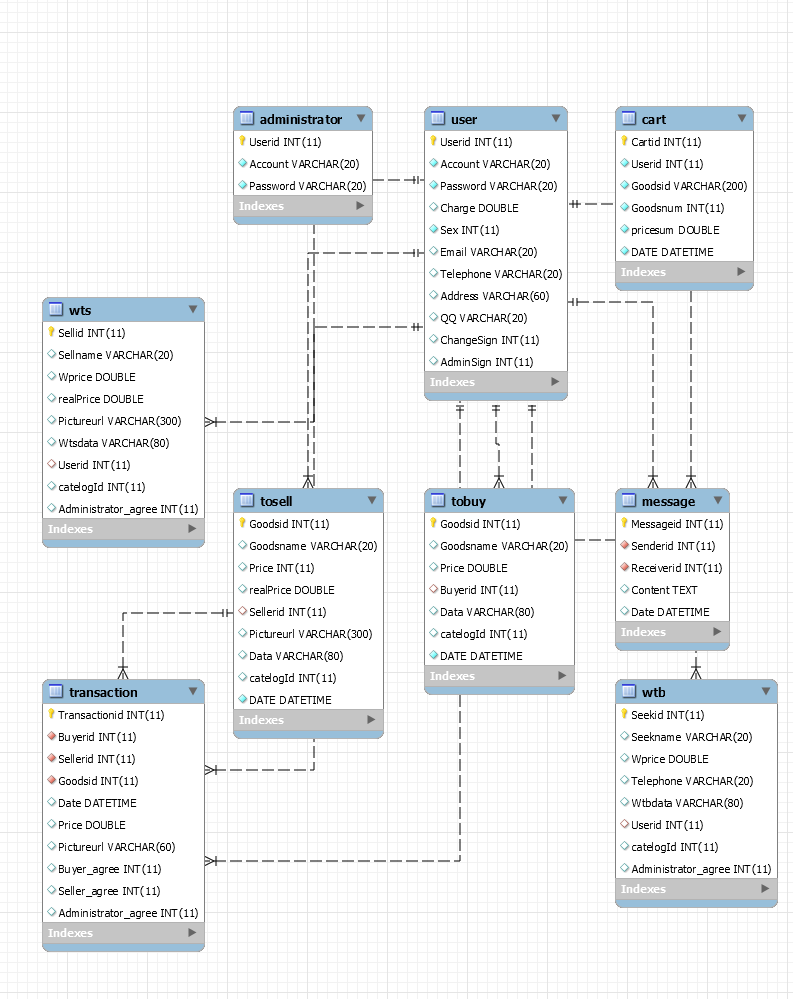 administrator
Userid INT(11)
Account VARCHAR(20)
Password VARCHAR(20)
Indexes
user
Userid INT(11)
Account VARCHAR(20)
Password VARCHAR(20)
Charge DOUBLE
Sex INT(11)
Email VARCHAR(20)
Telephone VARCHAR(20)
Address VARCHAR(60)
QQ VARCHAR(20)
ChangeSign INT(11)
AdminSign INT(11)
Indexes
cart
Cartid INT(11)
Userid INT(11)
Goodsid VARCHAR(200)
Goodsnum INT(11)
pricesum DOUBLE
DATE DATETIME
Indexes
wts
Sellid INT(11)
Sellname VARCHAR(20)
Wprice DOUBLE
realPrice DOUBLE
Pictureurl VARCHAR(300)
Wtsdata VARCHAR(80)
Userid INT(11)
catelogId INT(11)
Administrator_agree INT(11)
Indexes
tosell
Goodsid INT(11)
Goodsname VARCHAR(20)
Price INT(11)
realPrice DOUBLE
Sellerid INT(11)
Pictureurl VARCHAR(300)
Data VARCHAR(80)
catelogId INT(11)
DATE DATETIME
Indexes
tobuy
Goodsid INT(11)
Goodsname VARCHAR(20)
Price DOUBLE
Buyerid INT(11)
Data VARCHAR(80)
catelogId INT(11)
DATE DATETIME
Indexes
message
Messageid INT(11)
Senderid INT(11)
Receiverid INT(11)
Content TEXT
Date DATETIME
Indexes
transaction
Transactionid INT(11)
Buyerid INT(11)
Sellerid INT(11)
Goodsid INT(11)
Date DATETIME
Price DOUBLE
Pictureurl VARCHAR(60)
Buyer_agree INT(11)
Seller_agree INT(11)
Administrator_agree INT(11)
Indexes
wtb
Seekid INT(11)
Seekname VARCHAR(20)
Wprice DOUBLE
Telephone VARCHAR(20)
Wtbdata VARCHAR(80)
Userid INT(11)
catelogId INT(11)
Administrator_agree INT(11)
Indexes